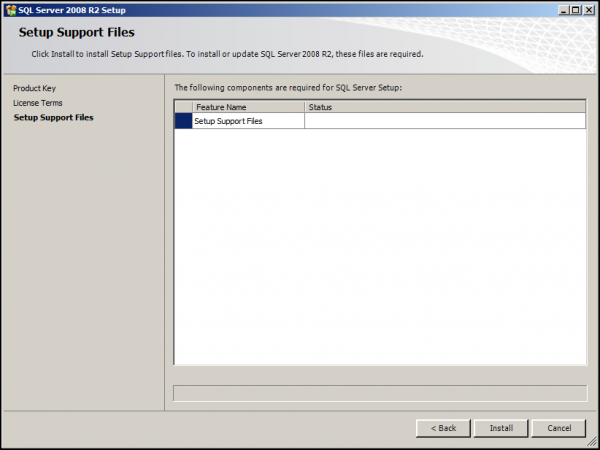 SQL Server 2008 R2 Setup
Setup Support Files
Click Install to install Setup Support files. To install or update SQL Server 2008 R2, these files are required.
Product Key
License Terms
Setup Support Files
The following components are required for SQL Server Setup:
Feature Name Status
Setup Support Files
< Back Install Cancel